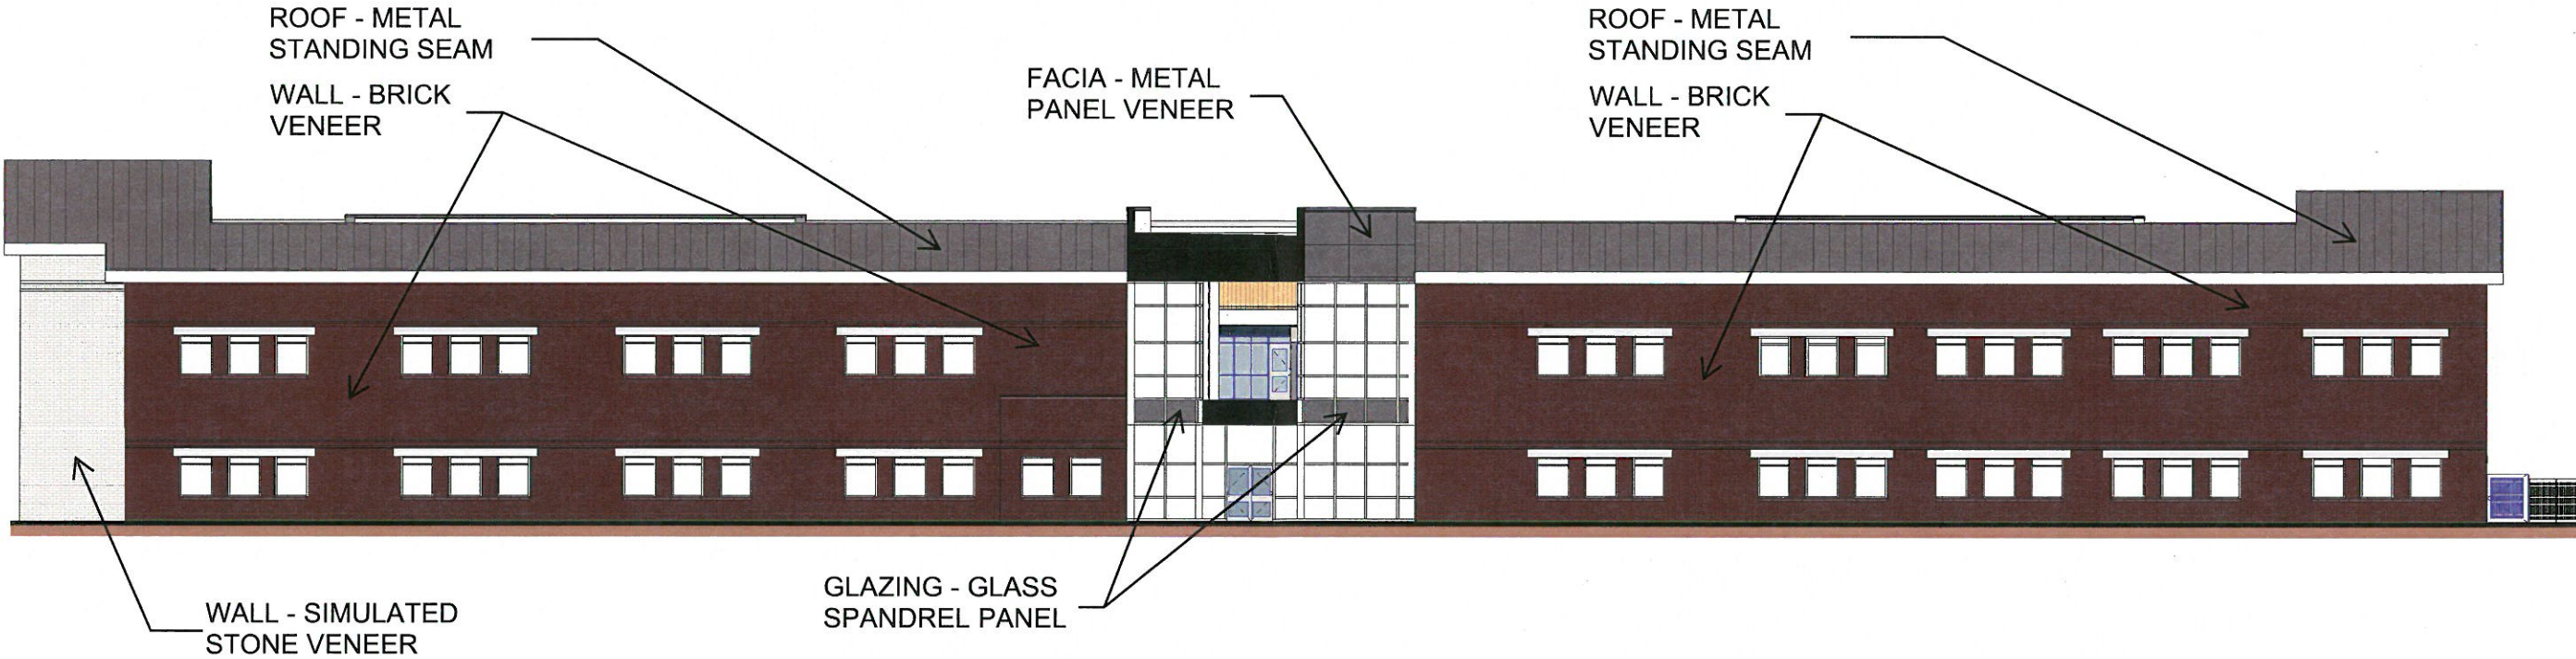 ROOF - METAL
STANDING SEAM
WALL - BRICK
VENEER
FACIA - METAL
PANEL VENEER
ROOF - METAL
STANDING SEAM
WALL - BRICK
VENEER
WALL - SIMULATED
STONE VENEER
GLAZING - GLASS
SPANDREL PANEL